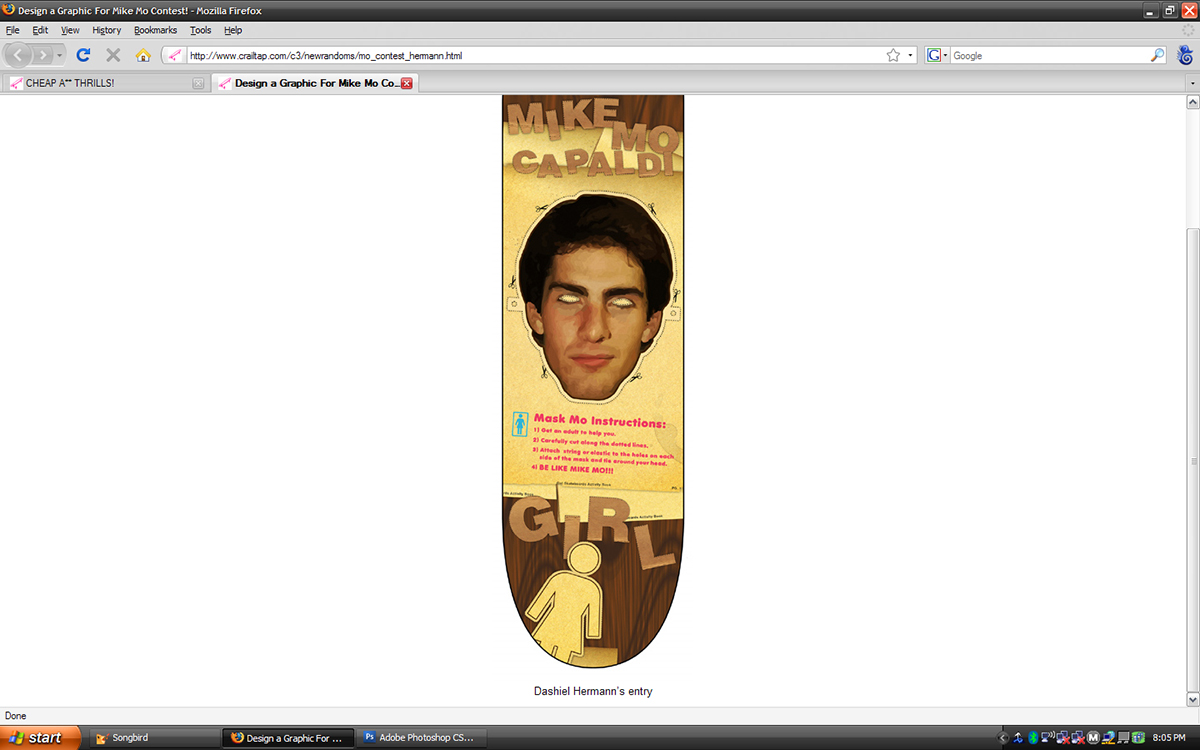 Design a Graphic For Mike Mo Contest! - Mozilla Firefox
File Edit View History Bookmarks Tools Help
http://www.crailtap.com/c3/newrandoms/mo_contest_hermann.html
G Google
CHEAP A** THRILLS!
Design a Graphic For Mike Mo Co...
MIKE
MO
CAPALDI
Mask Mo Instructions:
1) Get an adult to help you.
2) Carefully cut along the dotted lines.
3) Attach string or elastic to the holes on each
side of the mask and tie around your head.
4) BE LIKE MIKE MO!!!
Activity Book
Activity Book
Activity Book
GIRL
Dashiel Hermann's entry
Done
start
Songbird
Design a Graphic For ...
Ps Adobe Photoshop CS...
M
8:05 PM